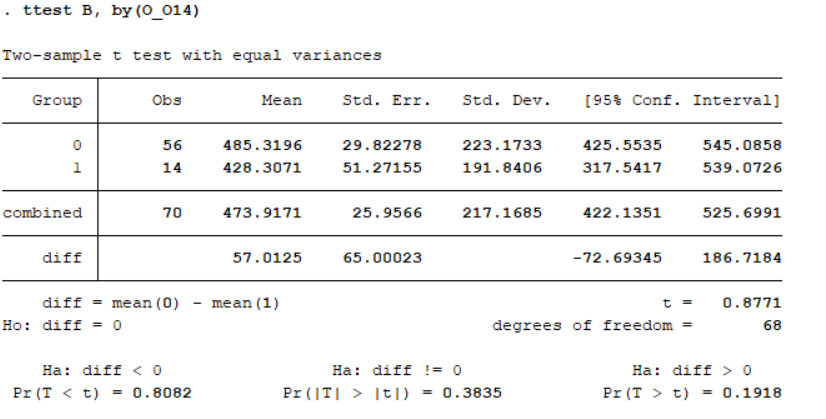 . ttest B, by(O_O14)
Two-sample t test with equal variances
Group Obs Mean Std. Err. Std. Dev. [95% Conf. Interval]
0 56 485.3196 29.82278 223.1733 425.5535 545.0858
1 14 428.3071 51.27155 191.8406 317.5417 539.0726
combined 70 473.9171 25.9566 217.1685 422.1351 525.6991
diff 57.0125 65.00023 -72.69345 186.7184
diff = mean(0) - mean(1) t = 0.8771
Ho: diff = 0 degrees of freedom = 68
Ha: diff < 0 Ha: diff != 0 Ha: diff > 0
Pr(T < t) = 0.8082 Pr(|T| > |t|) = 0.3835 Pr(T > t) = 0.1918